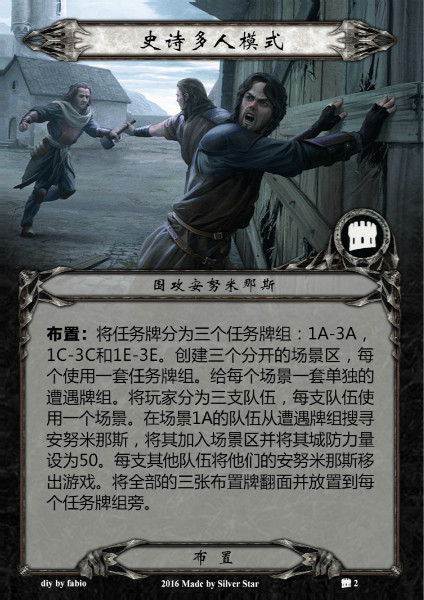 史诗多人模式
围攻安努米那斯
布置：将任务牌分为三个任务牌组：1A-3A，
1C-3C和1E-3E。创建三个分开的场景区，每
个使用一套任务牌组。给每个场景一套单独的
遭遇牌组。将玩家分为三支队伍，每支队伍使
用一个场景。在场景1A的队伍从遭遇牌组搜寻
安努米那斯，将其加入场景区并将其城防力量
设为50。每支其他队伍将他们的安努米那斯移
出游戏。将全部的三张布置牌翻面并放置到每
个任务牌组旁。
布置
diy by fabio
2016 Made by Silver Star
2